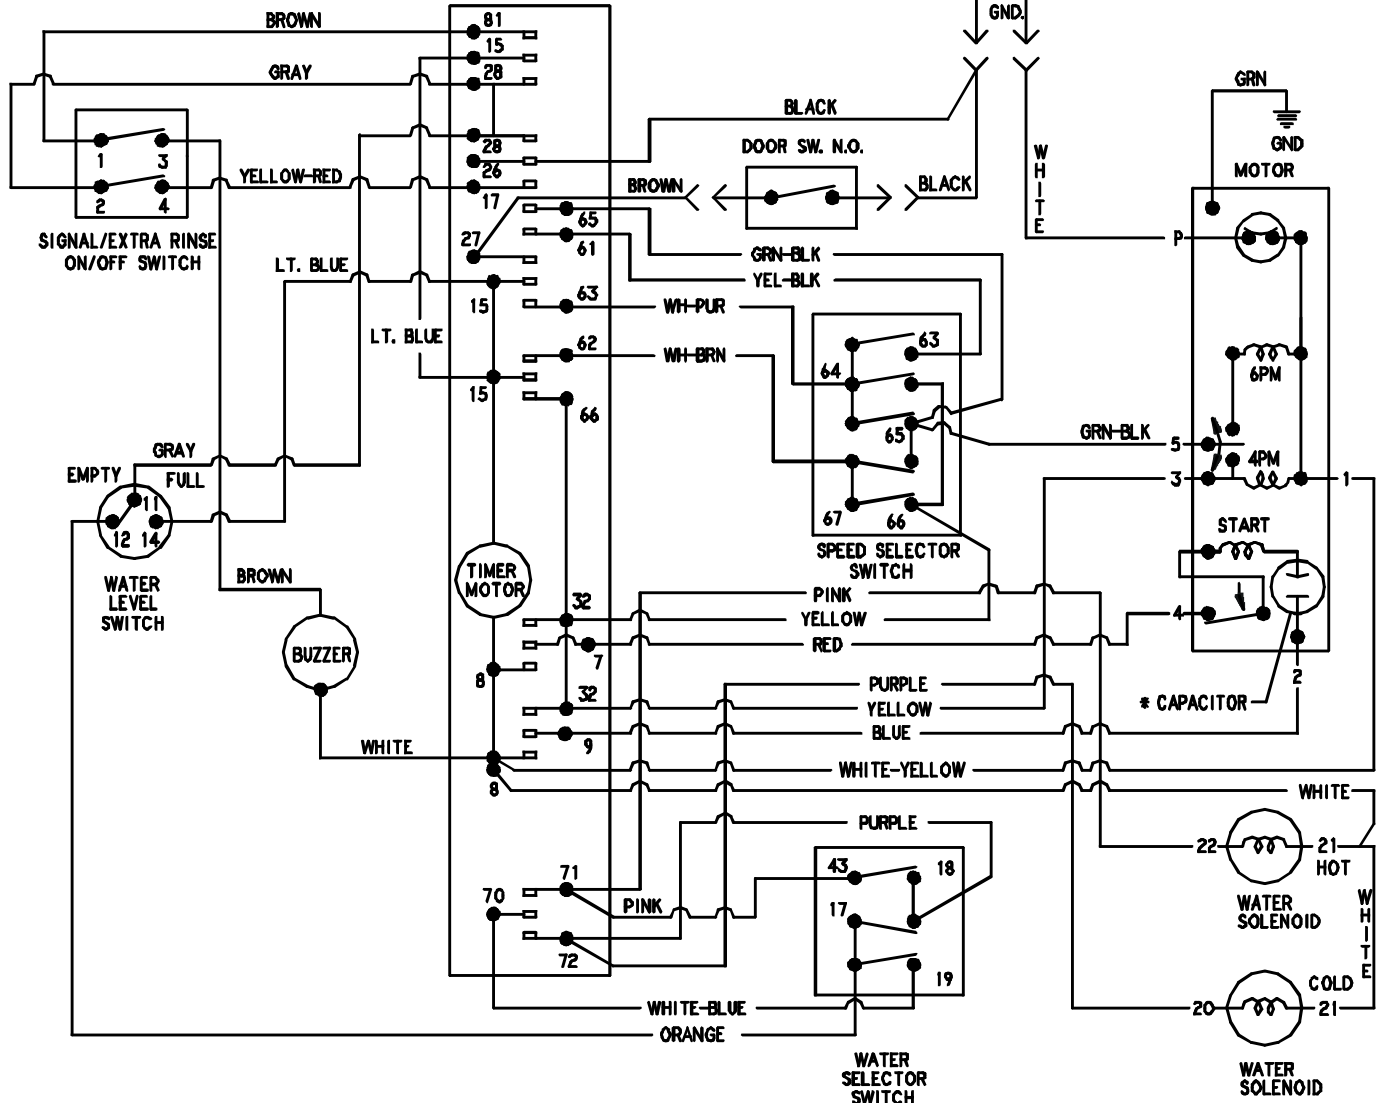 BROWN
81
15
GRAY
28
GND.
GRN
GND
MOTOR
BLACK
DOOR SW. N.O.
WHITE
1
3
2
4
28
26
YELLOW-RED
17
BROWN
BLACK
SIGNAL/EXTRA RINSE
ON/OFF SWITCH
65
61
27
P
GRN-BLK
YEL-BLK
LT. BLUE
15
63
WH-PUR
LT. BLUE
62
WH-BRN
63
64
6PM
15
66
65
GRN-BLK
5
4PM
3
1
GRAY
EMPTY
FULL
11
12
14
67
66
START
SPEED SELECTOR
SWITCH
WATER
LEVEL
SWITCH
BROWN
TIMER
MOTOR
PINK
32
YELLOW
4
RED
7
BUZZER
8
2
PURPLE
32
YELLOW
* CAPACITOR
BLUE
9
WHITE
WHITE-YELLOW
8
WHITE
PURPLE
22
21
HOT
71
43
18
70
PINK
17
WATER
SOLENOID
WHITE
72
19
COLD
WHITE-BLUE
20
21
ORANGE
WATER
SELECTOR
SWITCH
WATER
SOLENOID